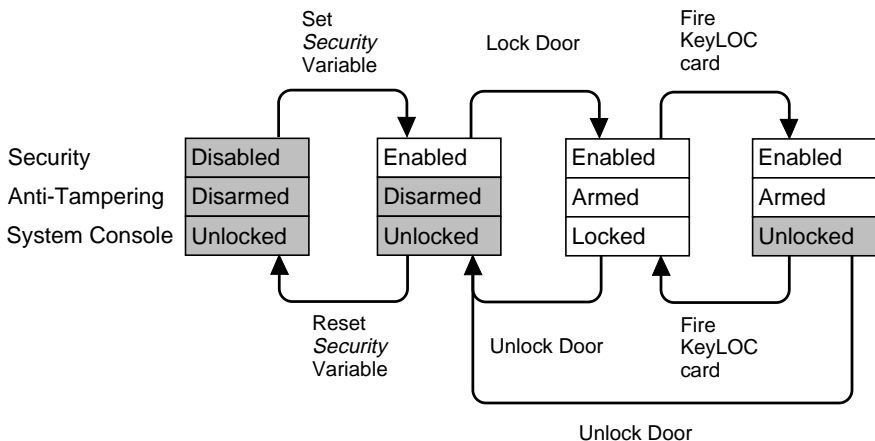 Set
Security
Variable
Lock Door
Fire
KeyLOC
card
Security
Disabled
Enabled
Enabled
Enabled
Anti-Tampering
Disarmed
Disarmed
Armed
Armed
System Console
Unlocked
Unlocked
Locked
Unlocked
Reset
Security
Variable
Unlock Door
Fire
KeyLOC
card
Unlock Door